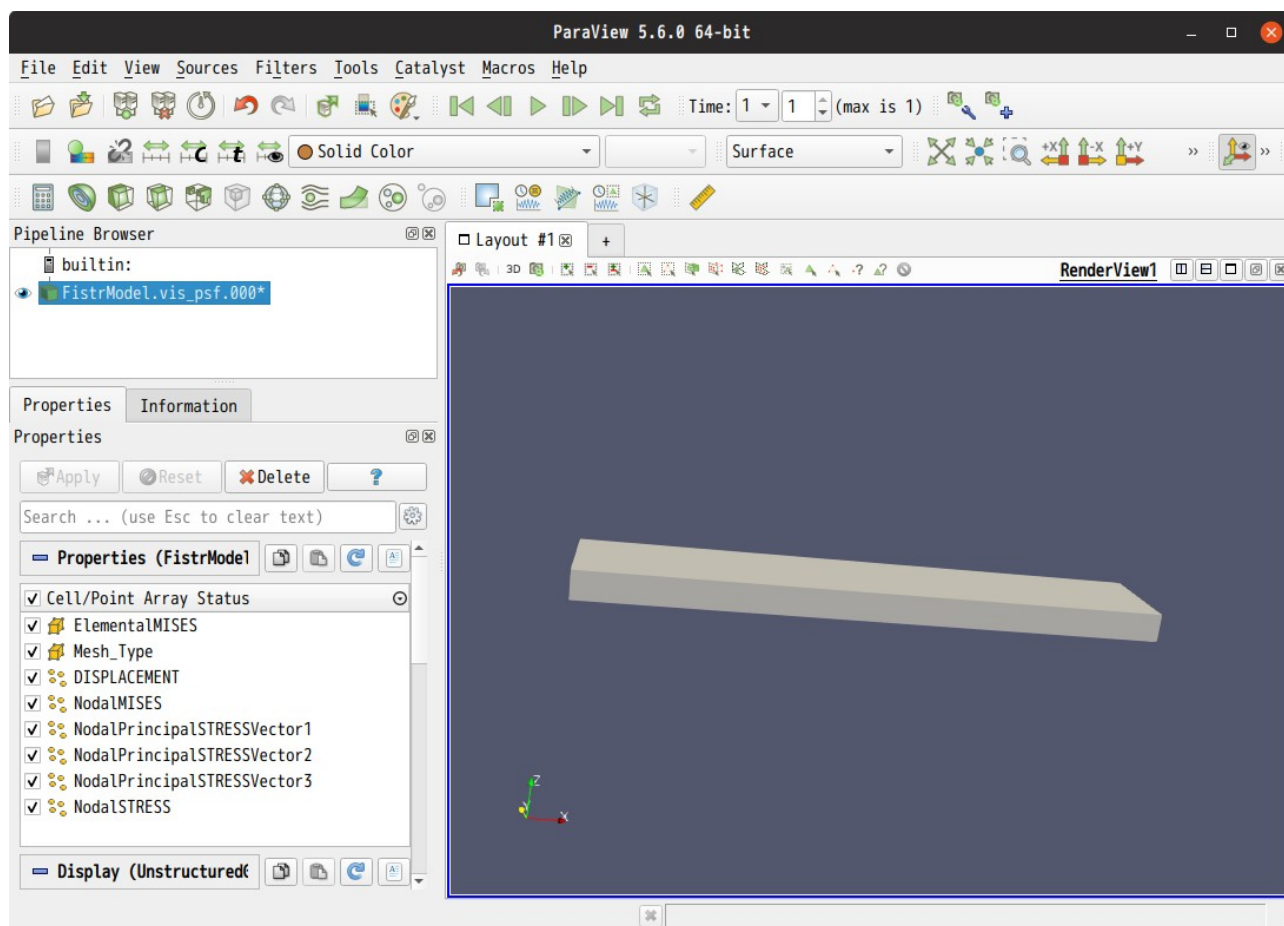 ParaView 5.6.0 64-bit
File Edit View Sources Filters Tools Catalyst Macros Help
Time: 1 1 (max is 1)
Solid Color Surface +X -X +Y
Pipeline Browser
Layout #1 +
builtin:
3D RenderView1
FistrModel.vis_psf.000*
Properties Information
Properties
Apply Reset Delete ?
Search ... (use Esc to clear text)
Properties (FistrModel
Cell/Point Array Status
ElementalMISES
Mesh_Type
DISPLACEMENT
NodalMISES
NodalPrincipalSTRESSVector1
NodalPrincipalSTRESSVector2
NodalPrincipalSTRESSVector3
NodalSTRESS
Z
Y
X
Display (Unstructured